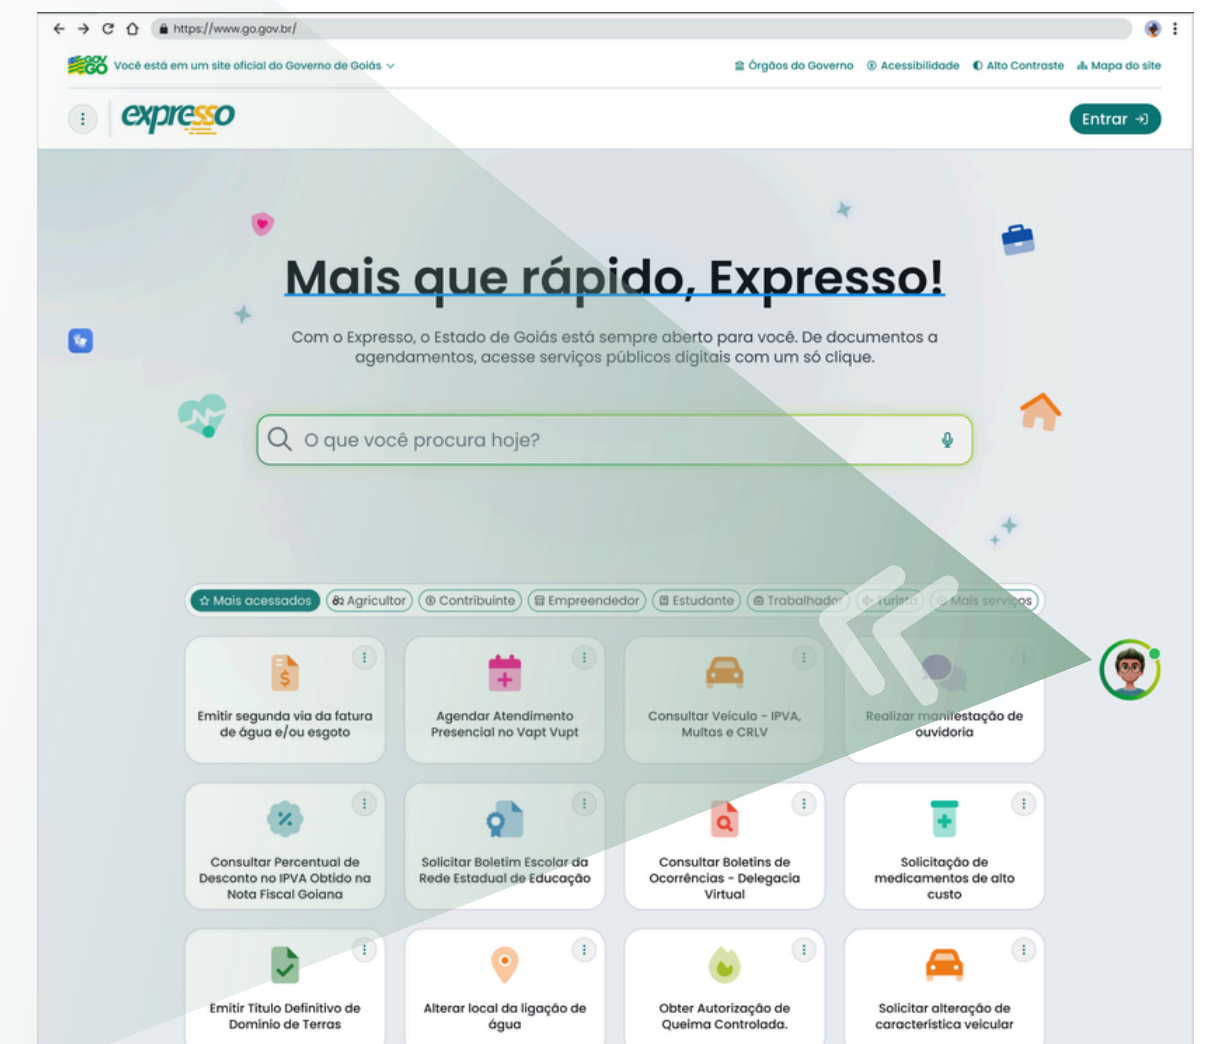 https://www.go.gov.br/
GOV GO Você está em um site oficial do Governo de Goiás
Órgãos do Governo Acessibilidade Alto Contraste Mapa do site
expresso
Entrar
Mais que rápido, Expresso!
Com o Expresso, o Estado de Goiás está sempre aberto para você. De documentos a
agendamentos, acesse serviços públicos digitais com um só clique.
O que você procura hoje?
Mais acessados Agricultor Contribuinte Empreendedor Estudante Trabalhador Turista Mais serviços
Emitir segunda via da fatura
de água e/ou esgoto
Agendar Atendimento
Presencial no Vapt Vupt
Consultar Veículo - IPVA,
Multas e CRLV
Realizar manifestação de
ouvidoria
Consultar Percentual de
Desconto no IPVA Obtido na
Nota Fiscal Goiana
Solicitar Boletim Escolar da
Rede Estadual de Educação
Consultar Boletins de
Ocorrências - Delegacia
Virtual
Solicitação de
medicamentos de alto
custo
Emitir Título Definitivo de
Domínio de Terras
Alterar local da ligação de
água
Obter Autorização de
Queima Controlada.
Solicitar alteração de
característica veicular